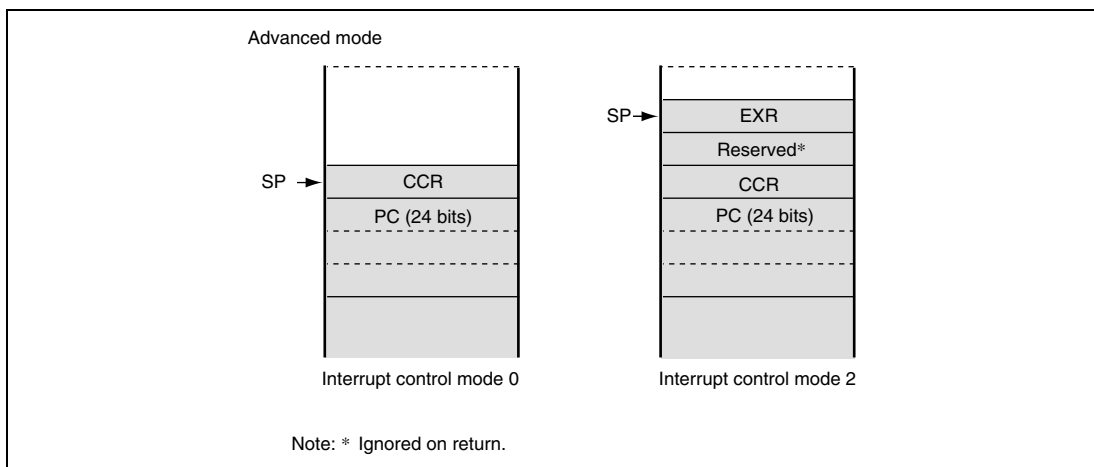 Advanced mode
SP
CCR
PC (24 bits)
Interrupt control mode 0
SP
EXR
Reserved*
CCR
PC (24 bits)
Interrupt control mode 2
Note: * Ignored on return.